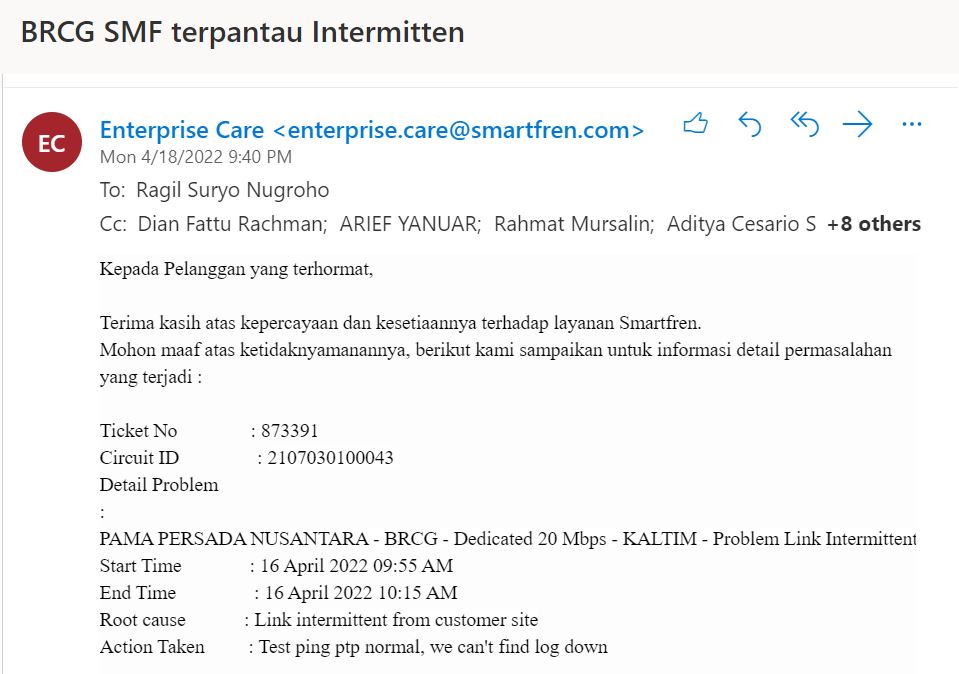 BRCG SMF terpantau Intermitten
EC
Enterprise Care <enterprise.care@smartfren.com>
Mon 4/18/2022 9:40 PM
To: Ragil Suryo Nugroho
Cc: Dian Fattu Rachman; ARIEF YANUAR; Rahmat Mursalin; Aditya Cesario S +8 others
Kepada Pelanggan yang terhormat,
Terima kasih atas kepercayaan dan kesetiaannya terhadap layanan Smartfren.
Mohon maaf atas ketidaknyamanannya, berikut kami sampaikan untuk informasi detail permasalahan
yang terjadi :
Ticket No : 873391
Circuit ID : 2107030100043
Detail Problem
:
PAMA PERSADA NUSANTARA - BRCG - Dedicated 20 Mbps - KALTIM - Problem Link Intermittent
Start Time : 16 April 2022 09:55 AM
End Time : 16 April 2022 10:15 AM
Root cause : Link intermittent from customer site
Action Taken : Test ping ptp normal, we can't find log down